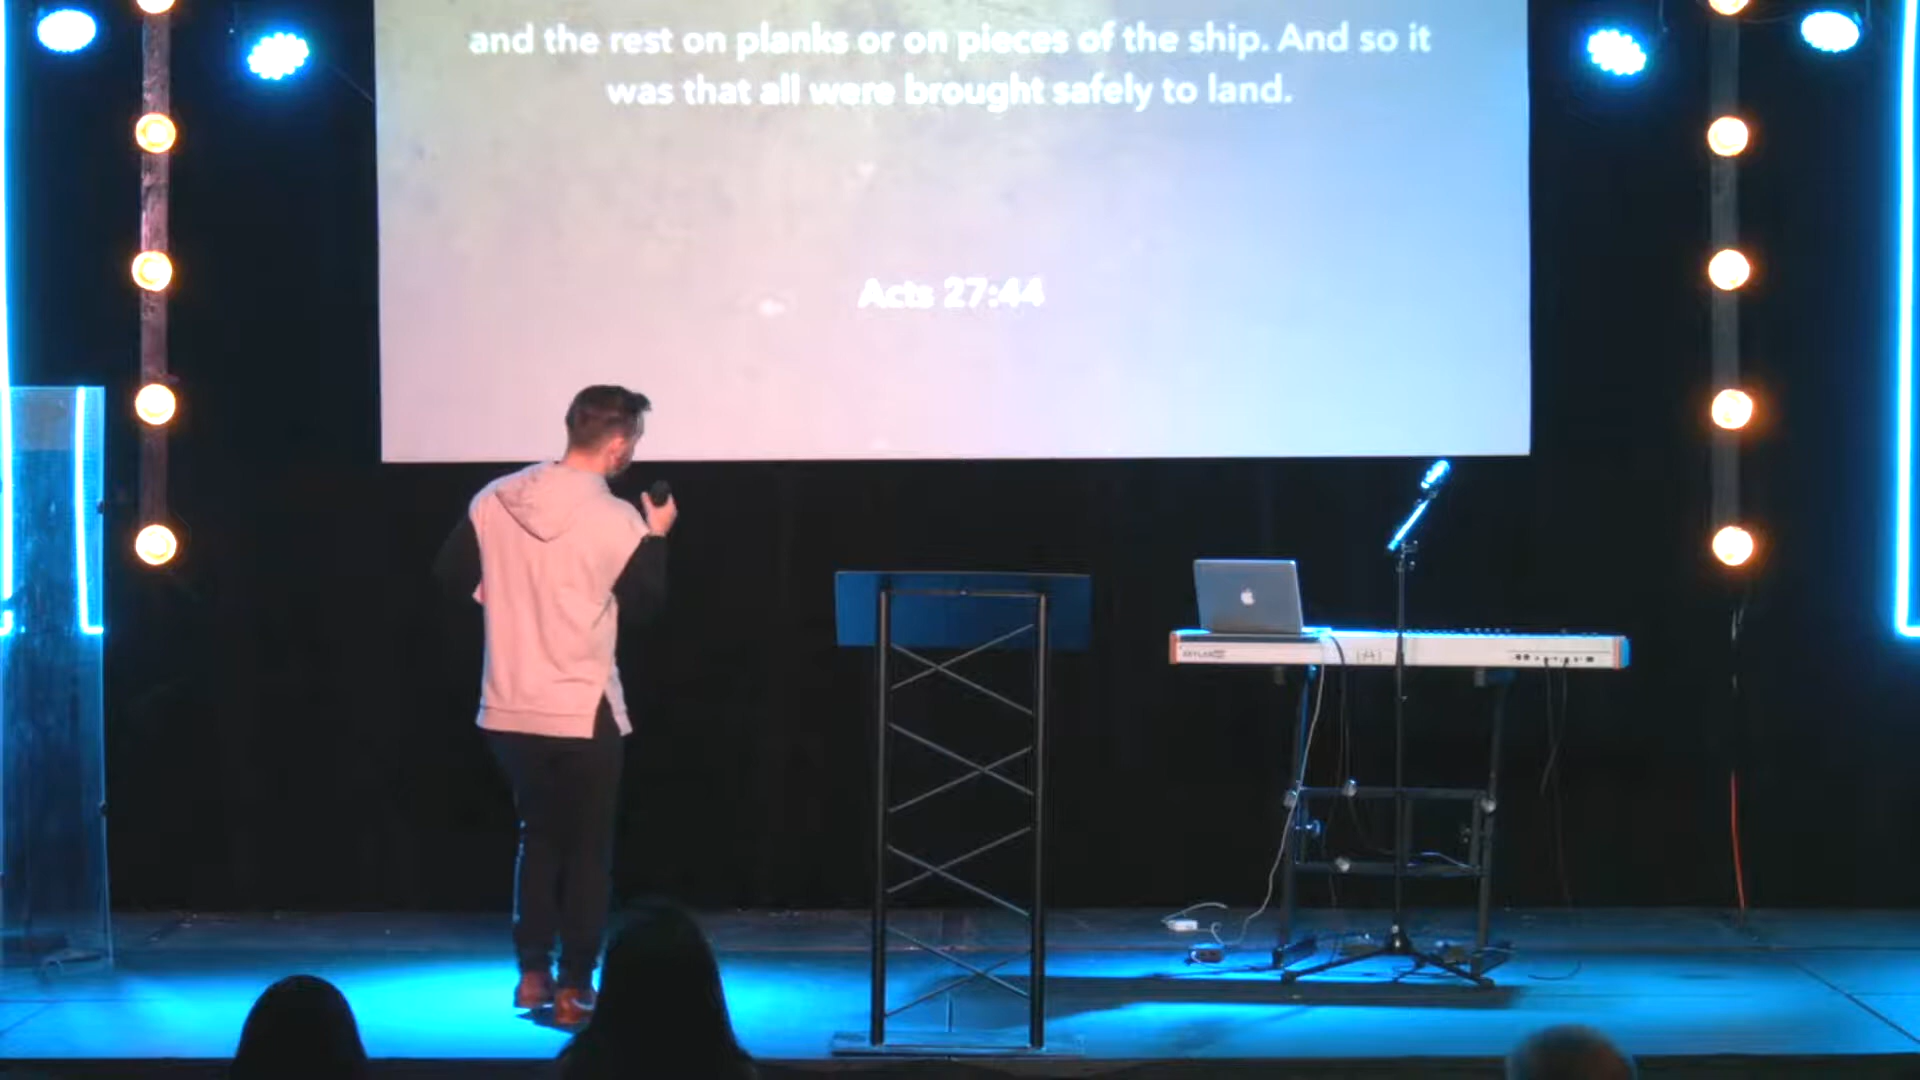 and the rest on planks or on pieces of the ship. And so it
was that all were brought safely to land.
Acts 27:44